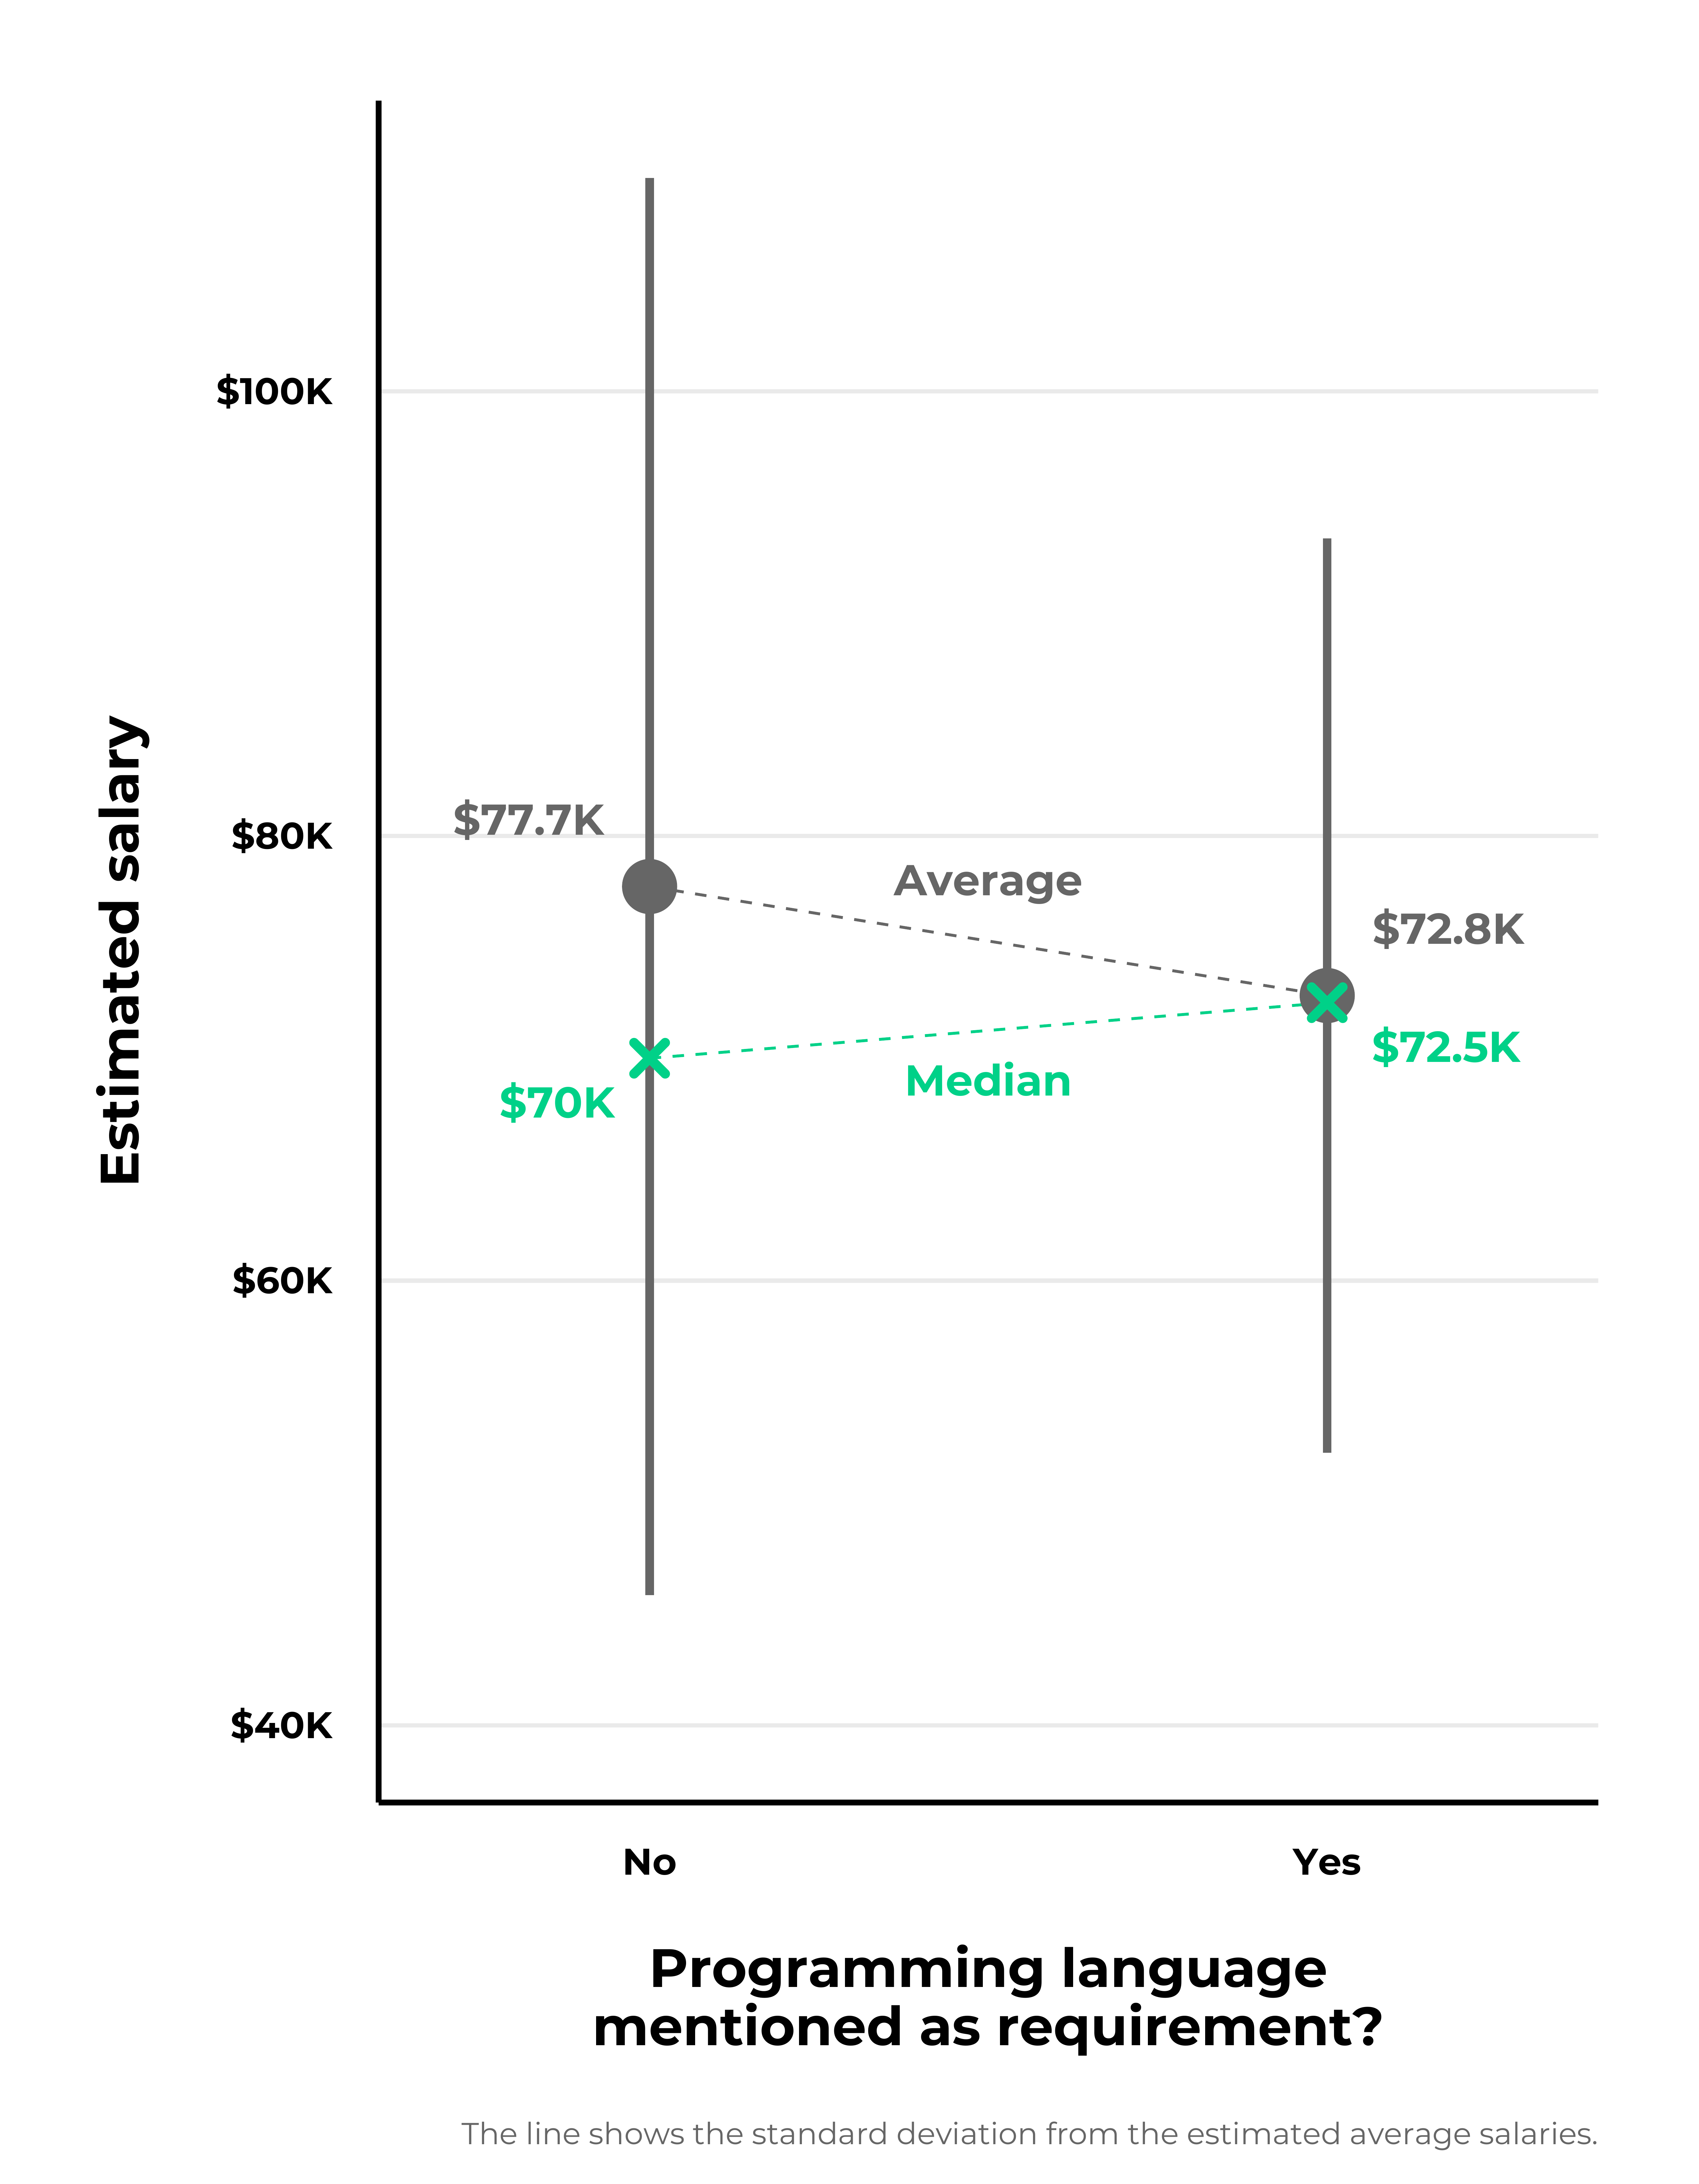 Estimated salary
$100K
$80K
$60K
$40K
$77.7K
Average
$72.8K
$72.5K
Median
$70K
No
Yes
Programming language
mentioned as requirement?
The line shows the standard deviation from the estimated average salaries.